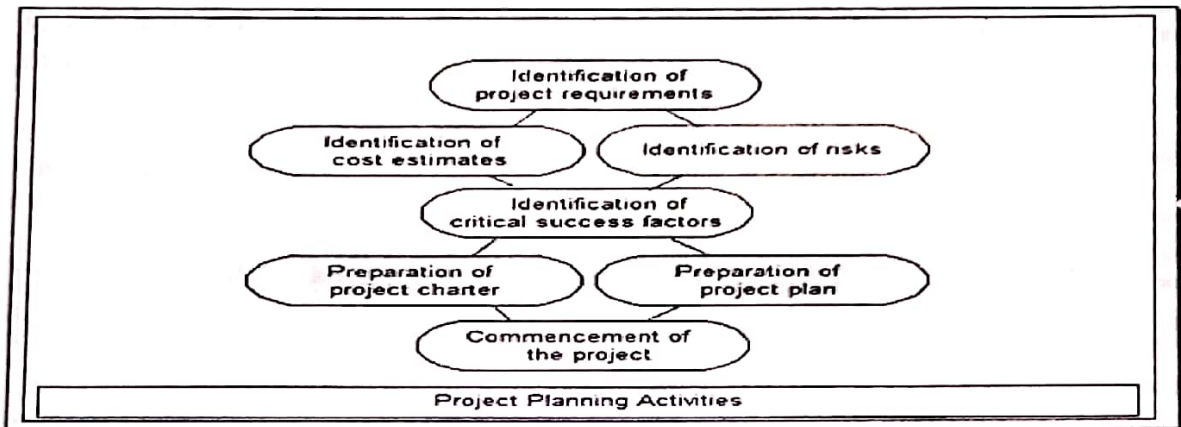 Identification of
project requirements
Identification of
cost estimates
Identification of risks
Identification of
critical success factors
Preparation of
project charter
Preparation of
project plan
Commencement of
the project
Project Planning Activities